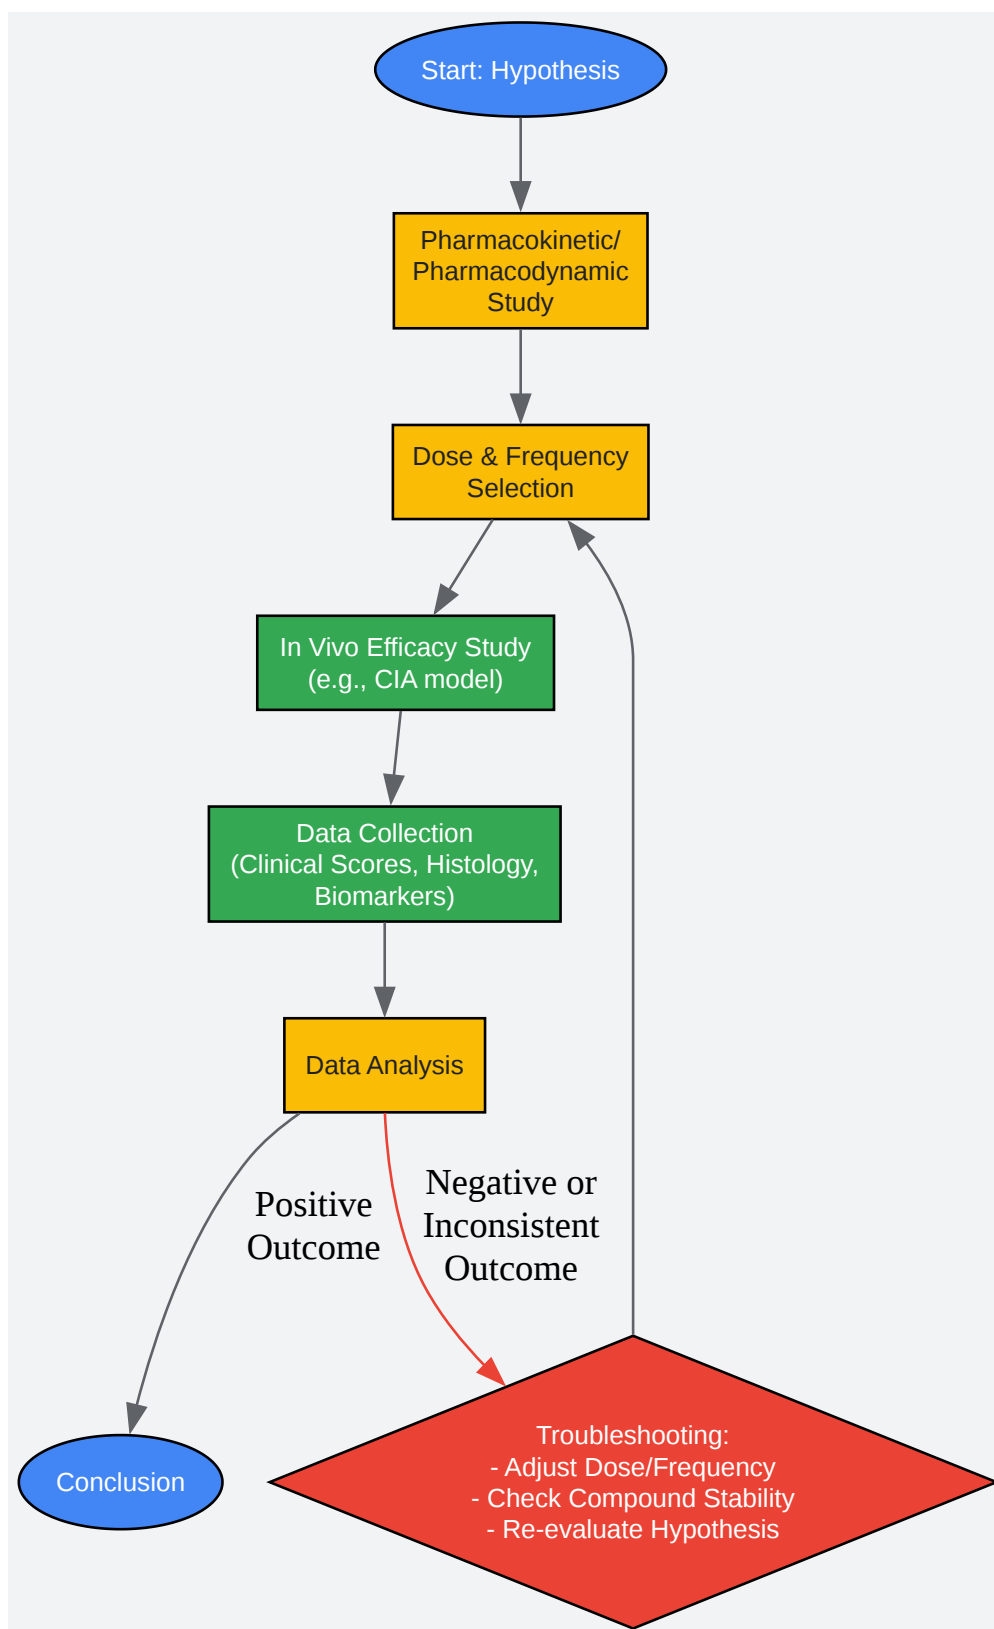 Start: Hypothesis
Pharmacokinetic/
Pharmacodynamic
Study
Dose & Frequency
Selection
In Vivo Efficacy Study
(e.g., CIA model)
Data Collection
(Clinical Scores, Histology,
Biomarkers)
Data Analysis
Positive
Outcome
Negative or
Inconsistent
Outcome
Conclusion
Troubleshooting:
- Adjust Dose/Frequency
- Check Compound Stability
- Re-evaluate Hypothesis